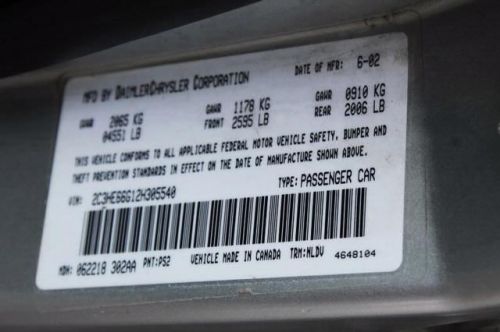 MFD BY DAIMLERCHRYSLER CORPORATION DATE OF MFR: 6-02
GVWR 2065 KG GAWR 1178 KG GAWR 0910 KG
04551 LB FRONT 2595 LB REAR 2006 LB
THIS VEHICLE CONFORMS TO ALL APPLICABLE FEDERAL MOTOR VEHICLE SAFETY, BUMPER AND
THEFT PREVENTION STANDARDS IN EFFECT ON THE DATE OF MANUFACTURE SHOWN ABOVE.
VIN: 2C3HE66G12H305540 TYPE: PASSENGER CAR
MDH: 062218 302AA PNT:PS2 VEHICLE MADE IN CANADA TRM:WLDV 4648104